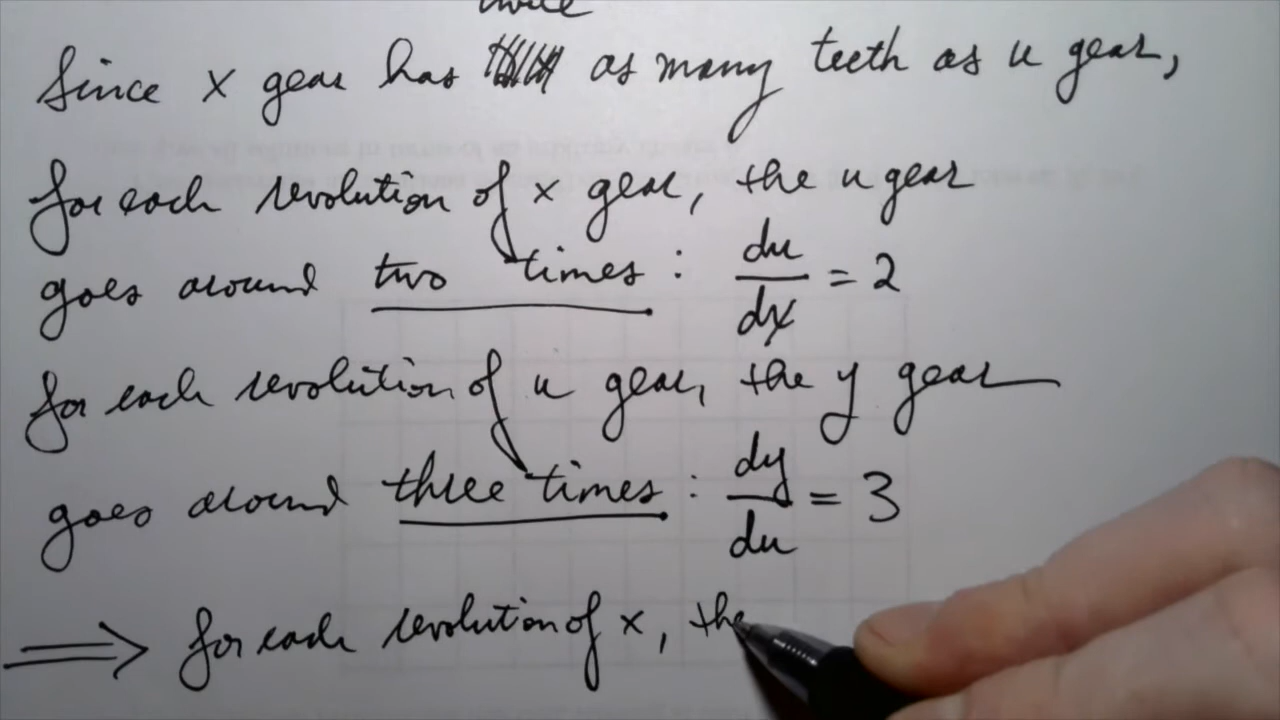 twice
Since x gear has as many teeth as u gear,
for each revolution of x gear, the u gear
goes around two times : du/dx = 2
for each revolution of u gear, the y gear
goes around three times : dy/du = 3
⟹ for each revolution of x, the